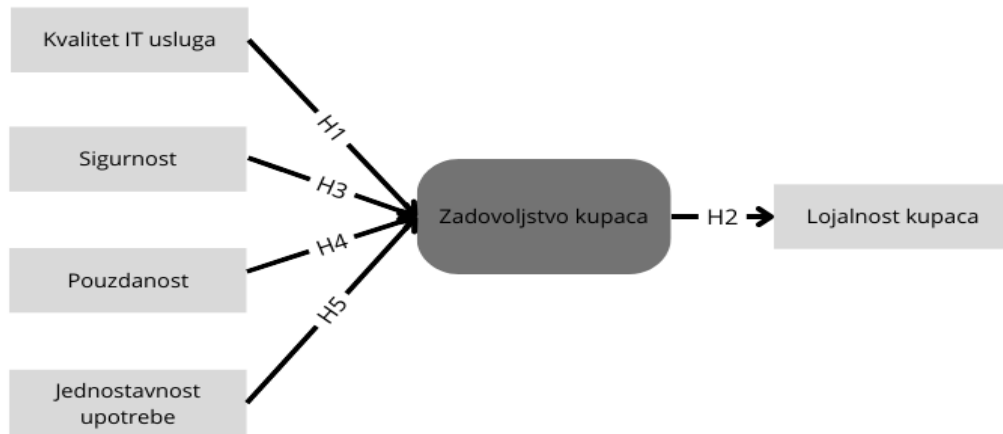 Kvalitet IT usluga
H1
Sigurnost
H3
Zadovoljstvo kupaca
H2
Lojalnost kupaca
H4
Pouzdanost
H5
Jednostavnost
upotrebe